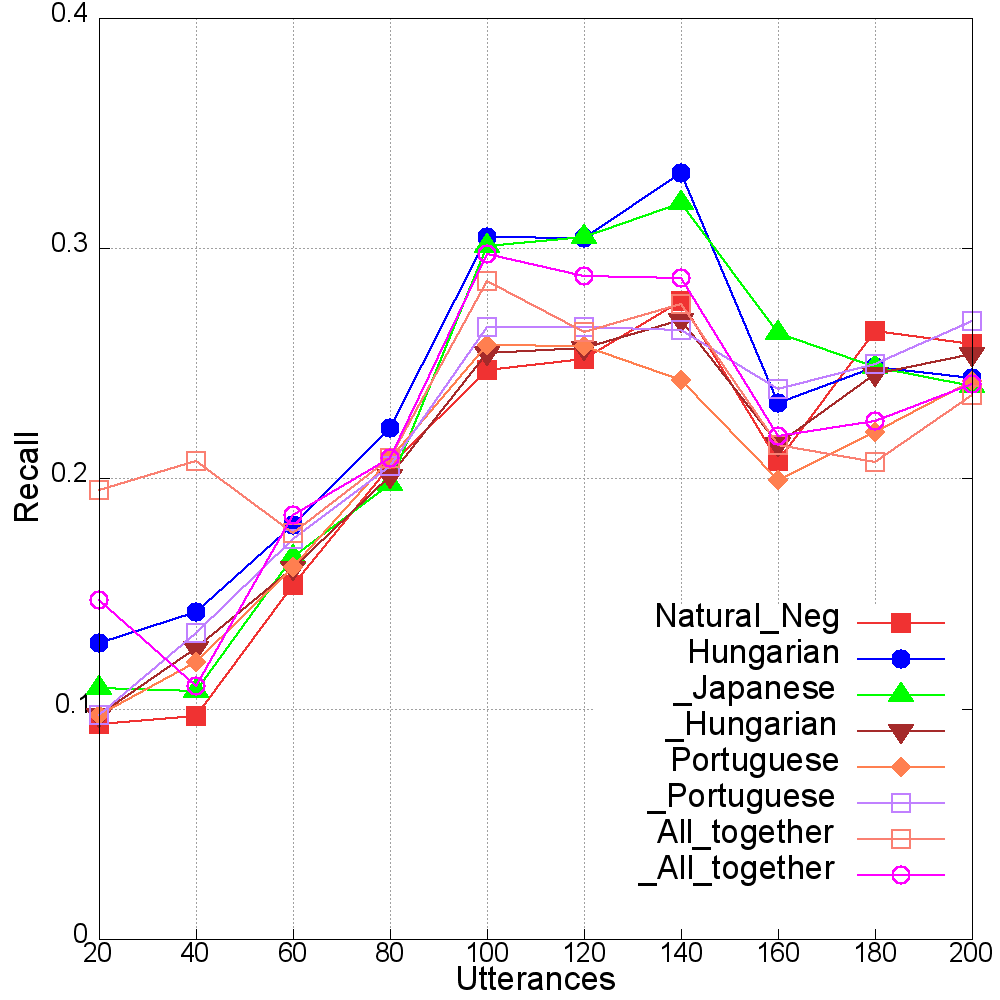 0.4
0.3
0.2
0.1
0
Recall
20 40 60 80 100 120 140 160 180 200
Utterances
Natural_Neg
Hungarian
_Japanese
_Hungarian
Portuguese
_Portuguese
All_together
_All_together